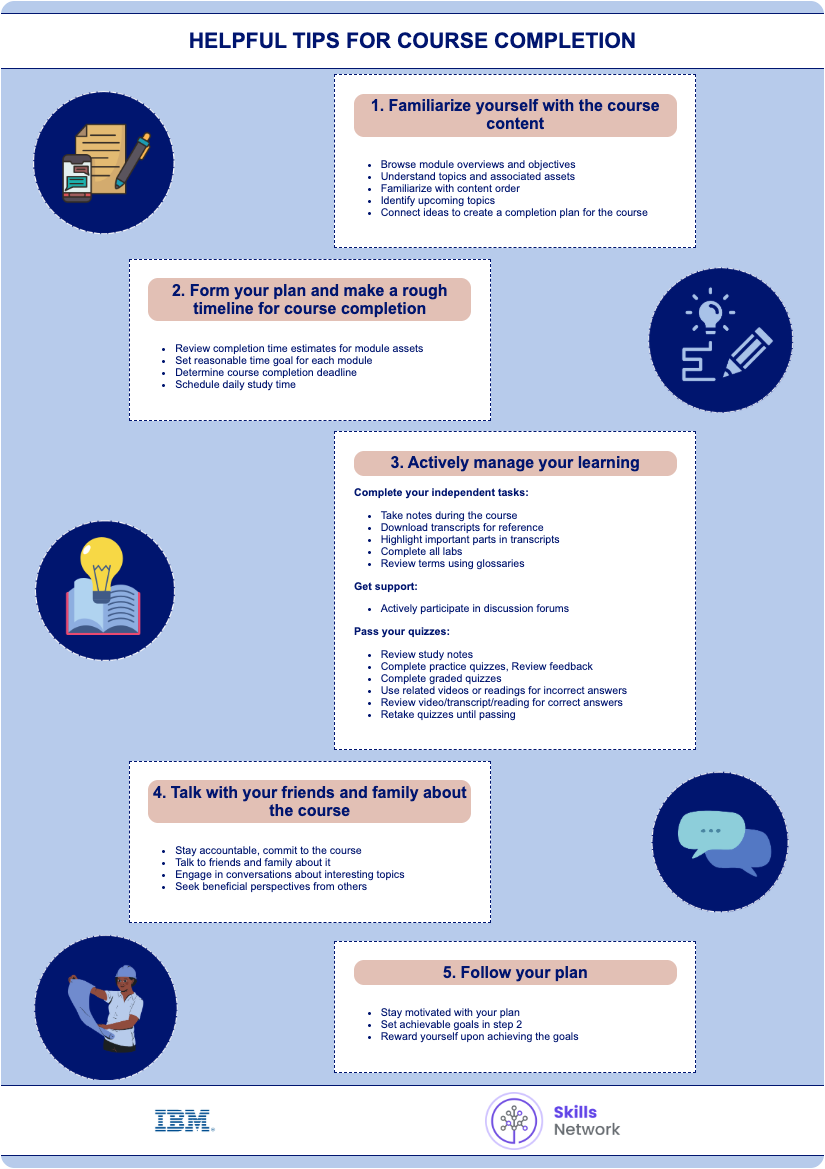 HELPFUL TIPS FOR COURSE COMPLETION
1. Familiarize yourself with the course
content
• Browse module overviews and objectives
• Understand topics and associated assets
• Familiarize with content order
• Identify upcoming topics
• Connect ideas to create a completion plan for the course
2. Form your plan and make a rough
timeline for course completion
• Review completion time estimates for module assets
• Set reasonable time goal for each module
• Determine course completion deadline
• Schedule daily study time
3. Actively manage your learning
Complete your independent tasks:
• Take notes during the course
• Download transcripts for reference
• Highlight important parts in transcripts
• Complete all labs
• Review terms using glossaries
Get support:
• Actively participate in discussion forums
Pass your quizzes:
• Review study notes
• Complete practice quizzes, Review feedback
• Complete graded quizzes
• Use related videos or readings for incorrect answers
• Review video/transcript/reading for correct answers
• Retake quizzes until passing
4. Talk with your friends and family about
the course
• Stay accountable, commit to the course
• Talk to friends and family about it
• Engage in conversations about interesting topics
• Seek beneficial perspectives from others
5. Follow your plan
• Stay motivated with your plan
• Set achievable goals in step 2
• Reward yourself upon achieving the goals
IBM®
Skills
Network